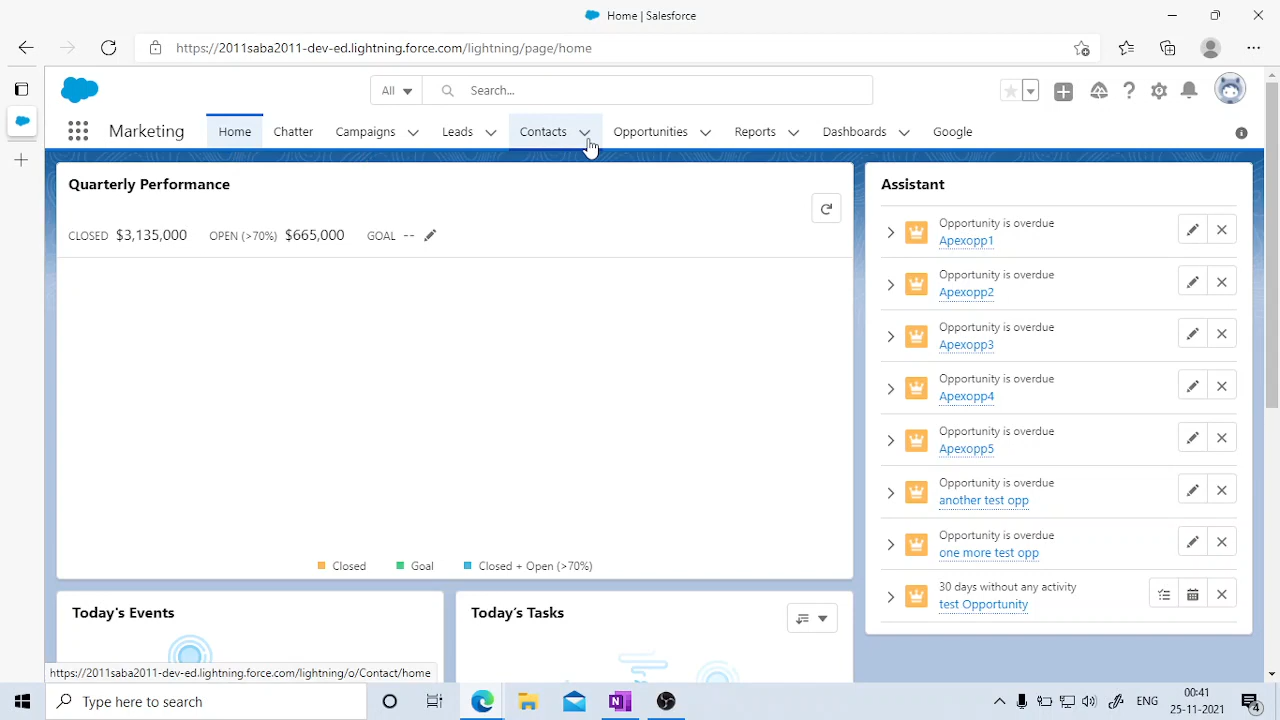 Home | Salesforce
https://2011saba2011-dev-ed.lightning.force.com/lightning/page/home
All
Search...
Marketing
Home
Chatter
Campaigns
Leads
Contacts
Opportunities
Reports
Dashboards
Google
Quarterly Performance
CLOSED $3,135,000 OPEN (>70%) $665,000 GOAL --
Closed
Goal
Closed + Open (>70%)
Assistant
Opportunity is overdue
Apexopp1
Opportunity is overdue
Apexopp2
Opportunity is overdue
Apexopp3
Opportunity is overdue
Apexopp4
Opportunity is overdue
Apexopp5
Opportunity is overdue
another test opp
Opportunity is overdue
one more test opp
30 days without any activity
test Opportunity
Today's Events
Today's Tasks
https://2011saba2011-dev-ed.lightning.force.com/lightning/o/Contact/home
Type here to search
ENG
00:41
25-11-2021
4